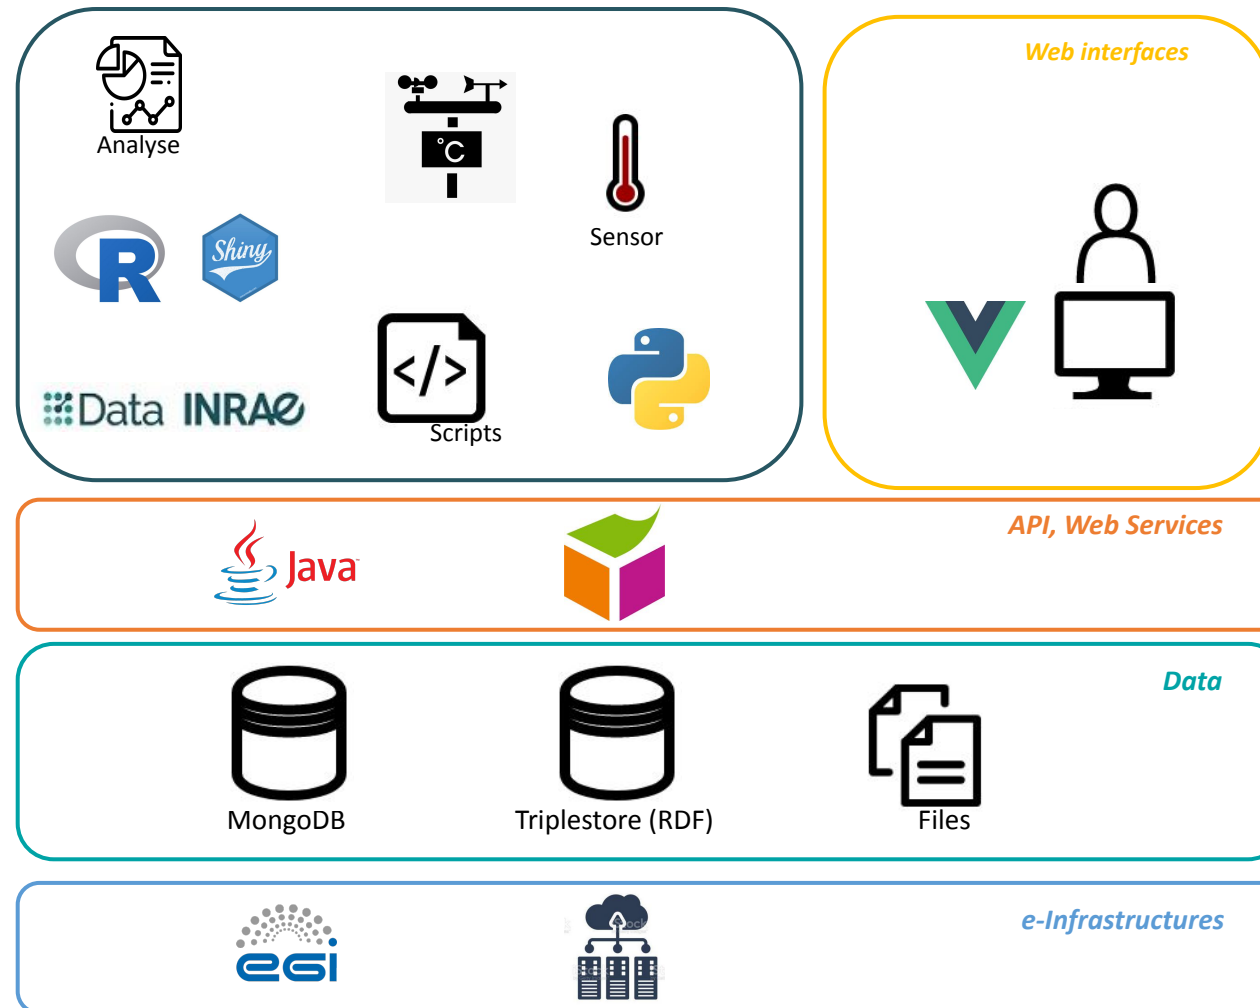 Analyse
°C
Sensor
R
Shiny
Data INRAE
</>
Scripts
Web interfaces
API, Web Services
Java
Data
MongoDB
Triplestore (RDF)
Files
e-Infrastructures
egi